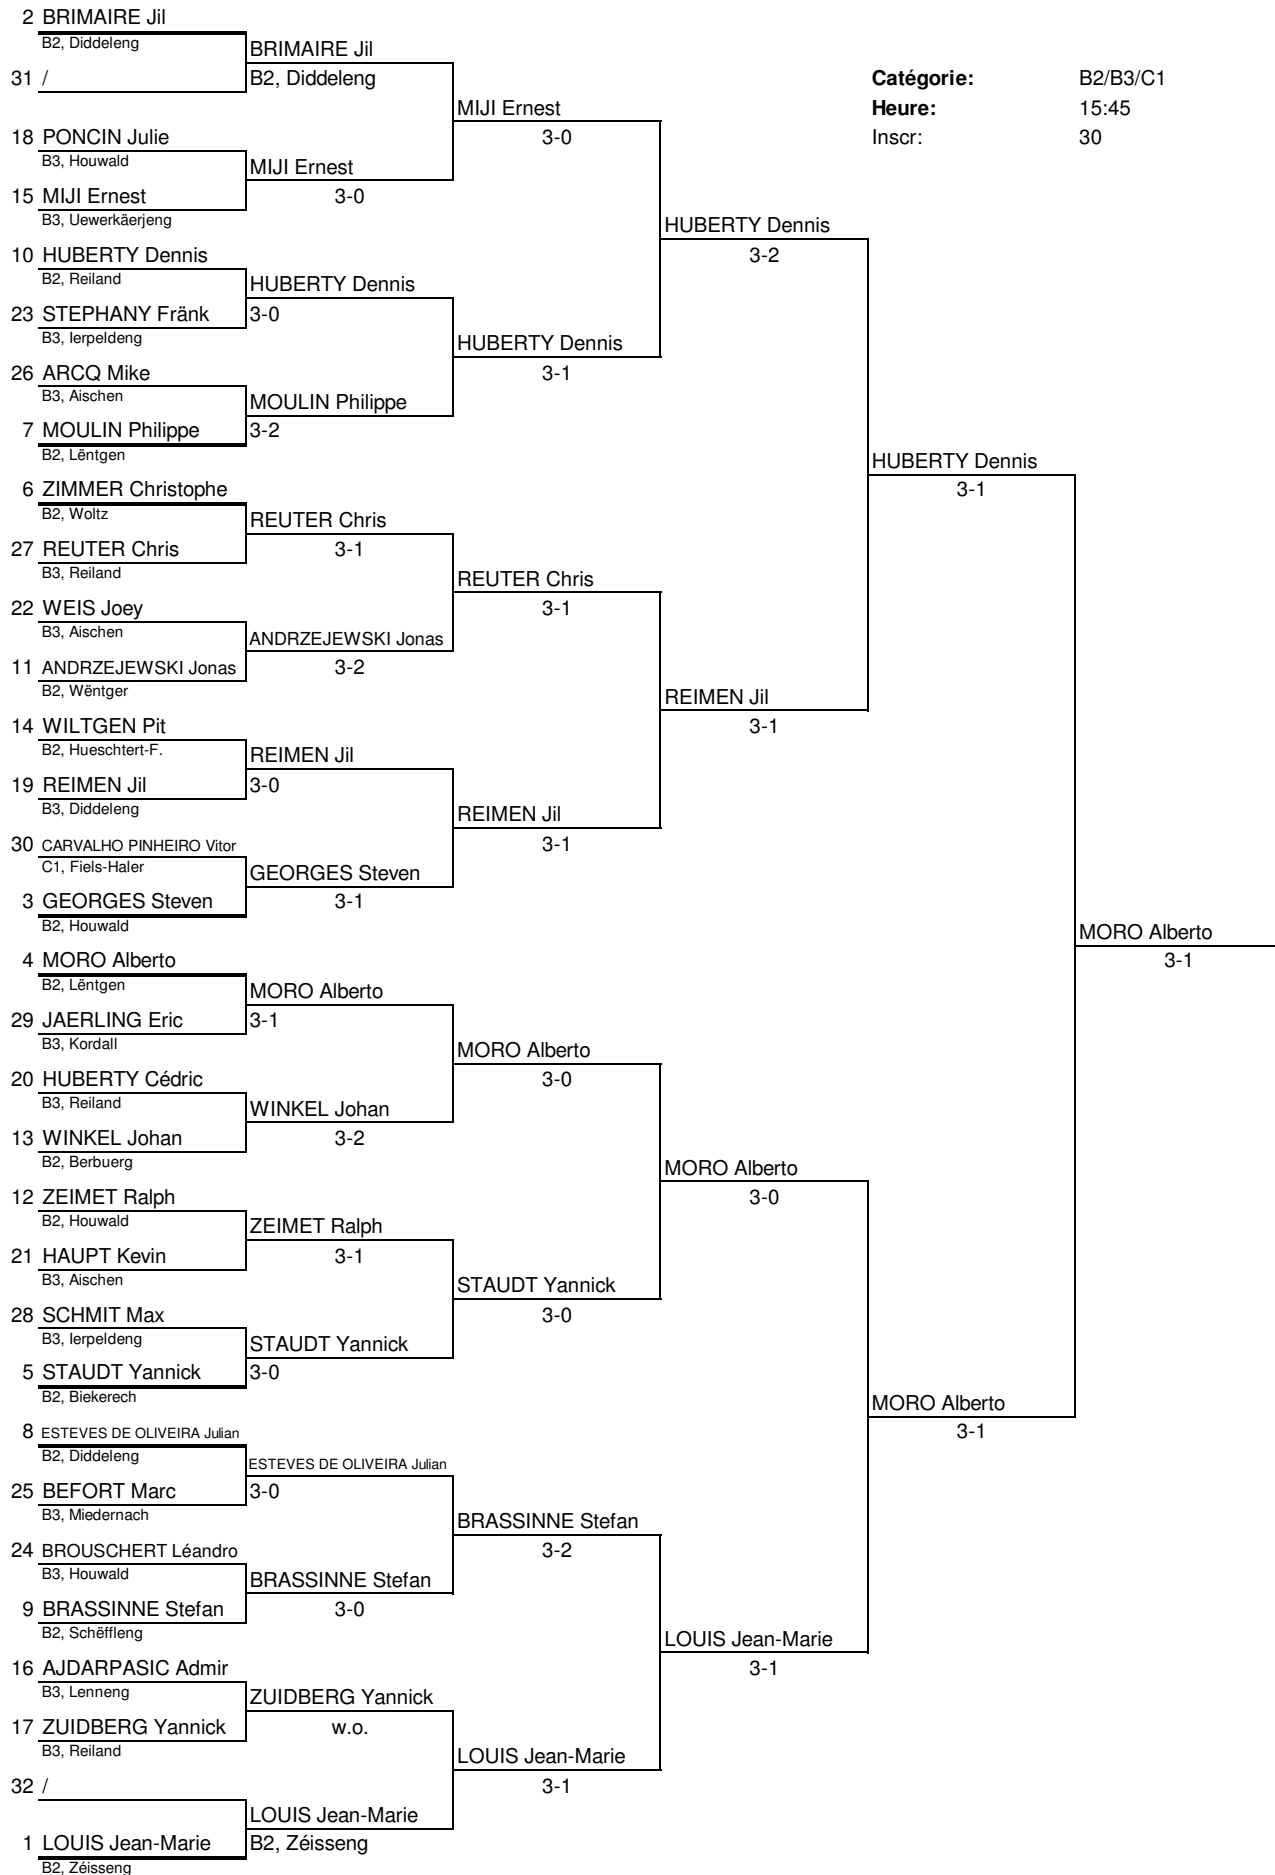 2 BRIMAIRE Jil
B2, Diddeleng
31 /
18 PONCIN Julie
B3, Houwald
15 MIJI Ernest
B3, Uewerkäerjeng
10 HUBERTY Dennis
B2, Reiland
23 STEPHANY Fränk
B3, Ierpeldeng
26 ARCQ Mike
B3, Aischen
7 MOULIN Philippe
B2, Lëntgen
6 ZIMMER Christophe
B2, Woltz
27 REUTER Chris
B3, Reiland
22 WEIS Joey
B3, Aischen
11 ANDRZEJEWSKI Jonas
B2, Wëntger
14 WILTGEN Pit
B2, Hueschtert-F.
19 REIMEN Jil
B3, Diddeleng
30 CARVALHO PINHEIRO Vitor
C1, Fiels-Haler
3 GEORGES Steven
B2, Houwald
4 MORO Alberto
B2, Lëntgen
29 JAERLING Eric
B3, Kordall
20 HUBERTY Cédric
B3, Reiland
13 WINKEL Johan
B2, Berbuerg
12 ZEIMET Ralph
B2, Houwald
21 HAUPT Kevin
B3, Aischen
28 SCHMIT Max
B3, Ierpeldeng
5 STAUDT Yannick
B2, Biekerech
8 ESTEVES DE OLIVEIRA Julian
B2, Diddeleng
25 BEFORT Marc
B3, Miedernach
24 BROUSCHERT Léandro
B3, Houwald
9 BRASSINNE Stefan
B2, Schëffleng
16 AJDARPASIC Admir
B3, Lenneng
17 ZUIDBERG Yannick
B3, Reiland
32 /
1 LOUIS Jean-Marie
B2, Zéisseng
BRIMAIRE Jil
B2, Diddeleng
MIJI Ernest
3-0
HUBERTY Dennis
3-0
MOULIN Philippe
3-2
REUTER Chris
3-1
ANDRZEJEWSKI Jonas
3-2
REIMEN Jil
3-0
GEORGES Steven
3-1
MORO Alberto
3-1
WINKEL Johan
3-2
ZEIMET Ralph
3-1
STAUDT Yannick
3-0
ESTEVES DE OLIVEIRA Julian
3-0
BRASSINNE Stefan
3-0
ZUIDBERG Yannick
w.o.
LOUIS Jean-Marie
B2, Zéisseng
MIJI Ernest
3-0
HUBERTY Dennis
3-1
REUTER Chris
3-1
REIMEN Jil
3-1
MORO Alberto
3-0
STAUDT Yannick
3-0
BRASSINNE Stefan
3-2
LOUIS Jean-Marie
3-1
HUBERTY Dennis
3-2
REIMEN Jil
3-1
MORO Alberto
3-0
LOUIS Jean-Marie
3-1
Catégorie: B2/B3/C1
Heure: 15:45
Inscr: 30
HUBERTY Dennis
3-1
MORO Alberto
3-1
MORO Alberto
3-1